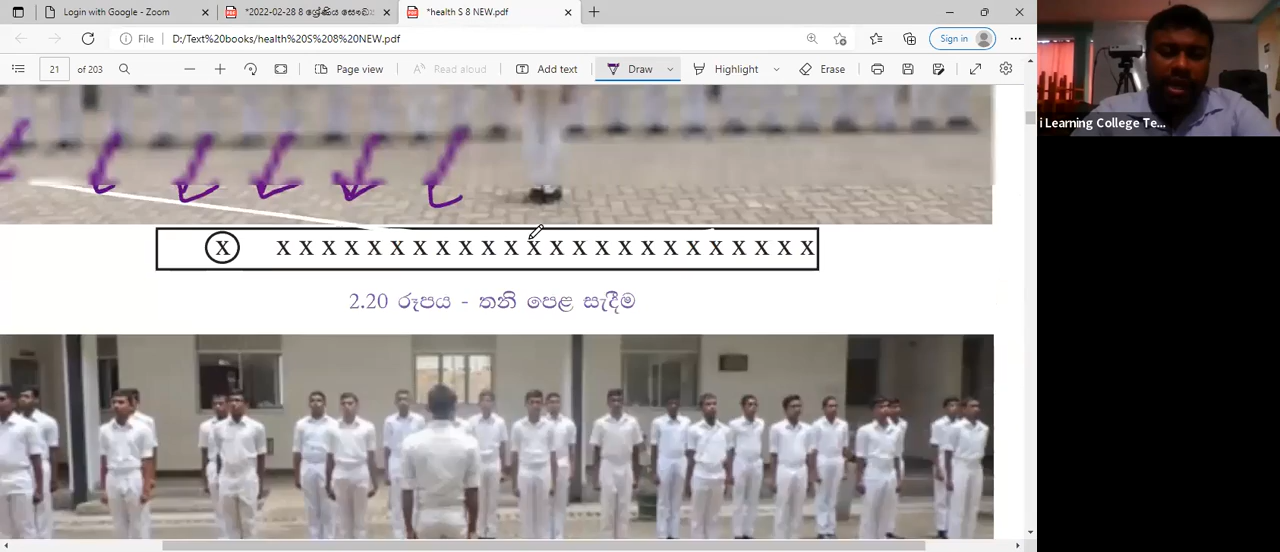 Login with Google - Zoom
*2022-02-28 8 ශ්‍රේණිය සෞඛ්‍ය
*health S 8 NEW.pdf
File
D:/Text%20books/health%20S%208%20NEW.pdf
Sign in
21 of 203
Page view
Read aloud
Add text
Draw
Highlight
Erase
i Learning College Te...
X X X X X X X X X X X X X X X X X X X X X X X X X
2.20 රූපය - තනි පෙළ සැදීම